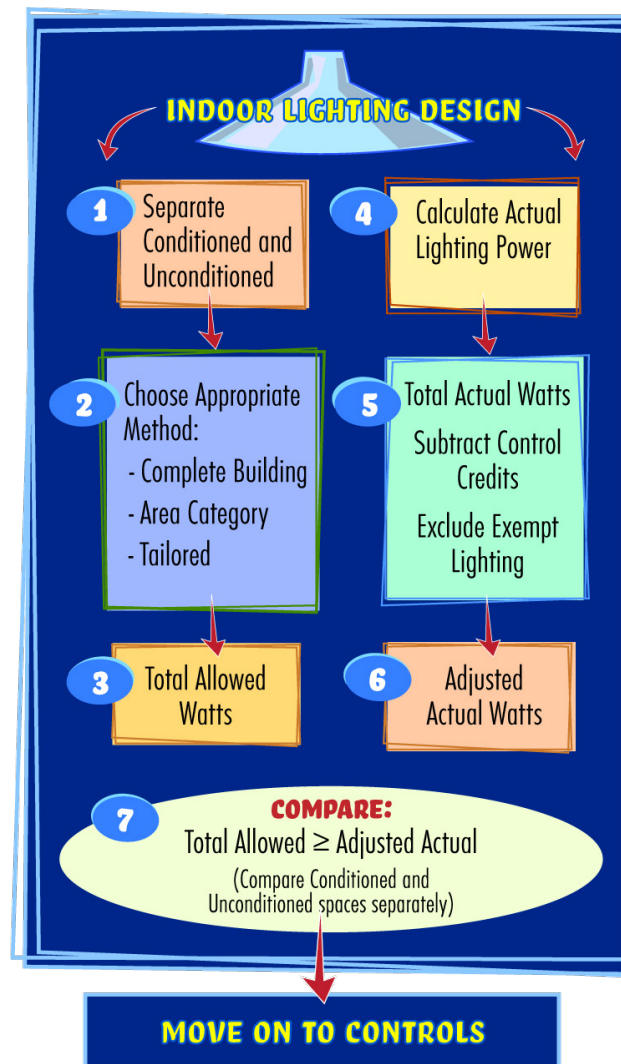 INDOOR LIGHTING DESIGN
1
Separate
Conditioned and
Unconditioned
2
Choose Appropriate
Method:
- Complete Building
- Area Category
- Tailored
3
Total Allowed
Watts
4
Calculate Actual
Lighting Power
5
Total Actual Watts
Subtract Control
Credits
Exclude Exempt
Lighting
6
Adjusted
Actual Watts
7
COMPARE:
Total Allowed ≥ Adjusted Actual
(Compare Conditioned and
Unconditioned spaces separately)
MOVE ON TO CONTROLS